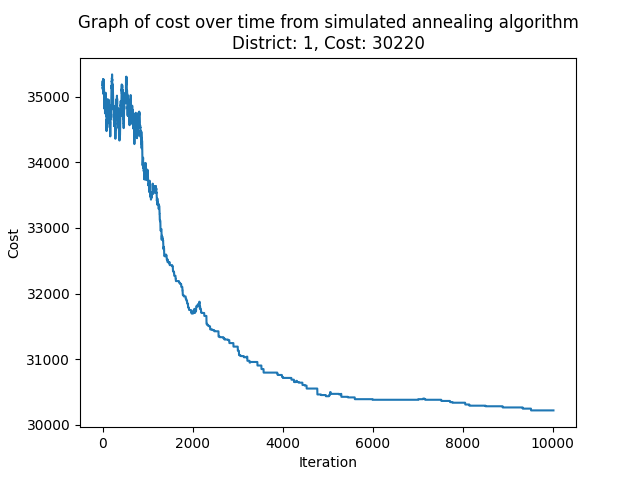 Graph of cost over time from simulated annealing algorithm
District: 1, Cost: 30220
35000
34000
33000
32000
31000
30000
Cost
0 2000 4000 6000 8000 10000
Iteration